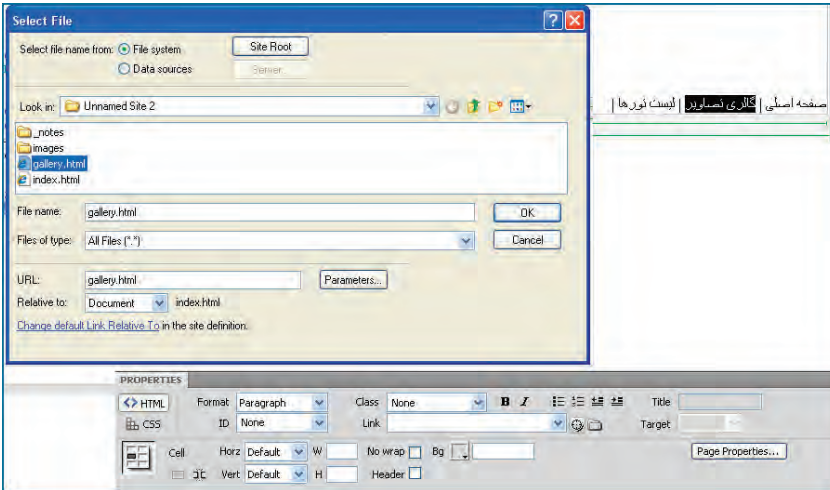 Select File
Select file name from: File system Site Root
Data sources Server...
Look in: Unnamed Site 2
_notes
images
gallery.html
index.html
File name: gallery.html OK
Files of type: All Files (*.*) Cancel
URL: gallery.html Parameters...
Relative to: Document index.html
Change default Link Relative To in the site definition.
صفحه اصلی | گالری تصاویر | لیست تورها |
PROPERTIES
<> HTML Format Paragraph Class None B I Title
CSS ID None Link Target
Cell Horz Default W No wrap Bg Page Properties...
Vert Default H Header